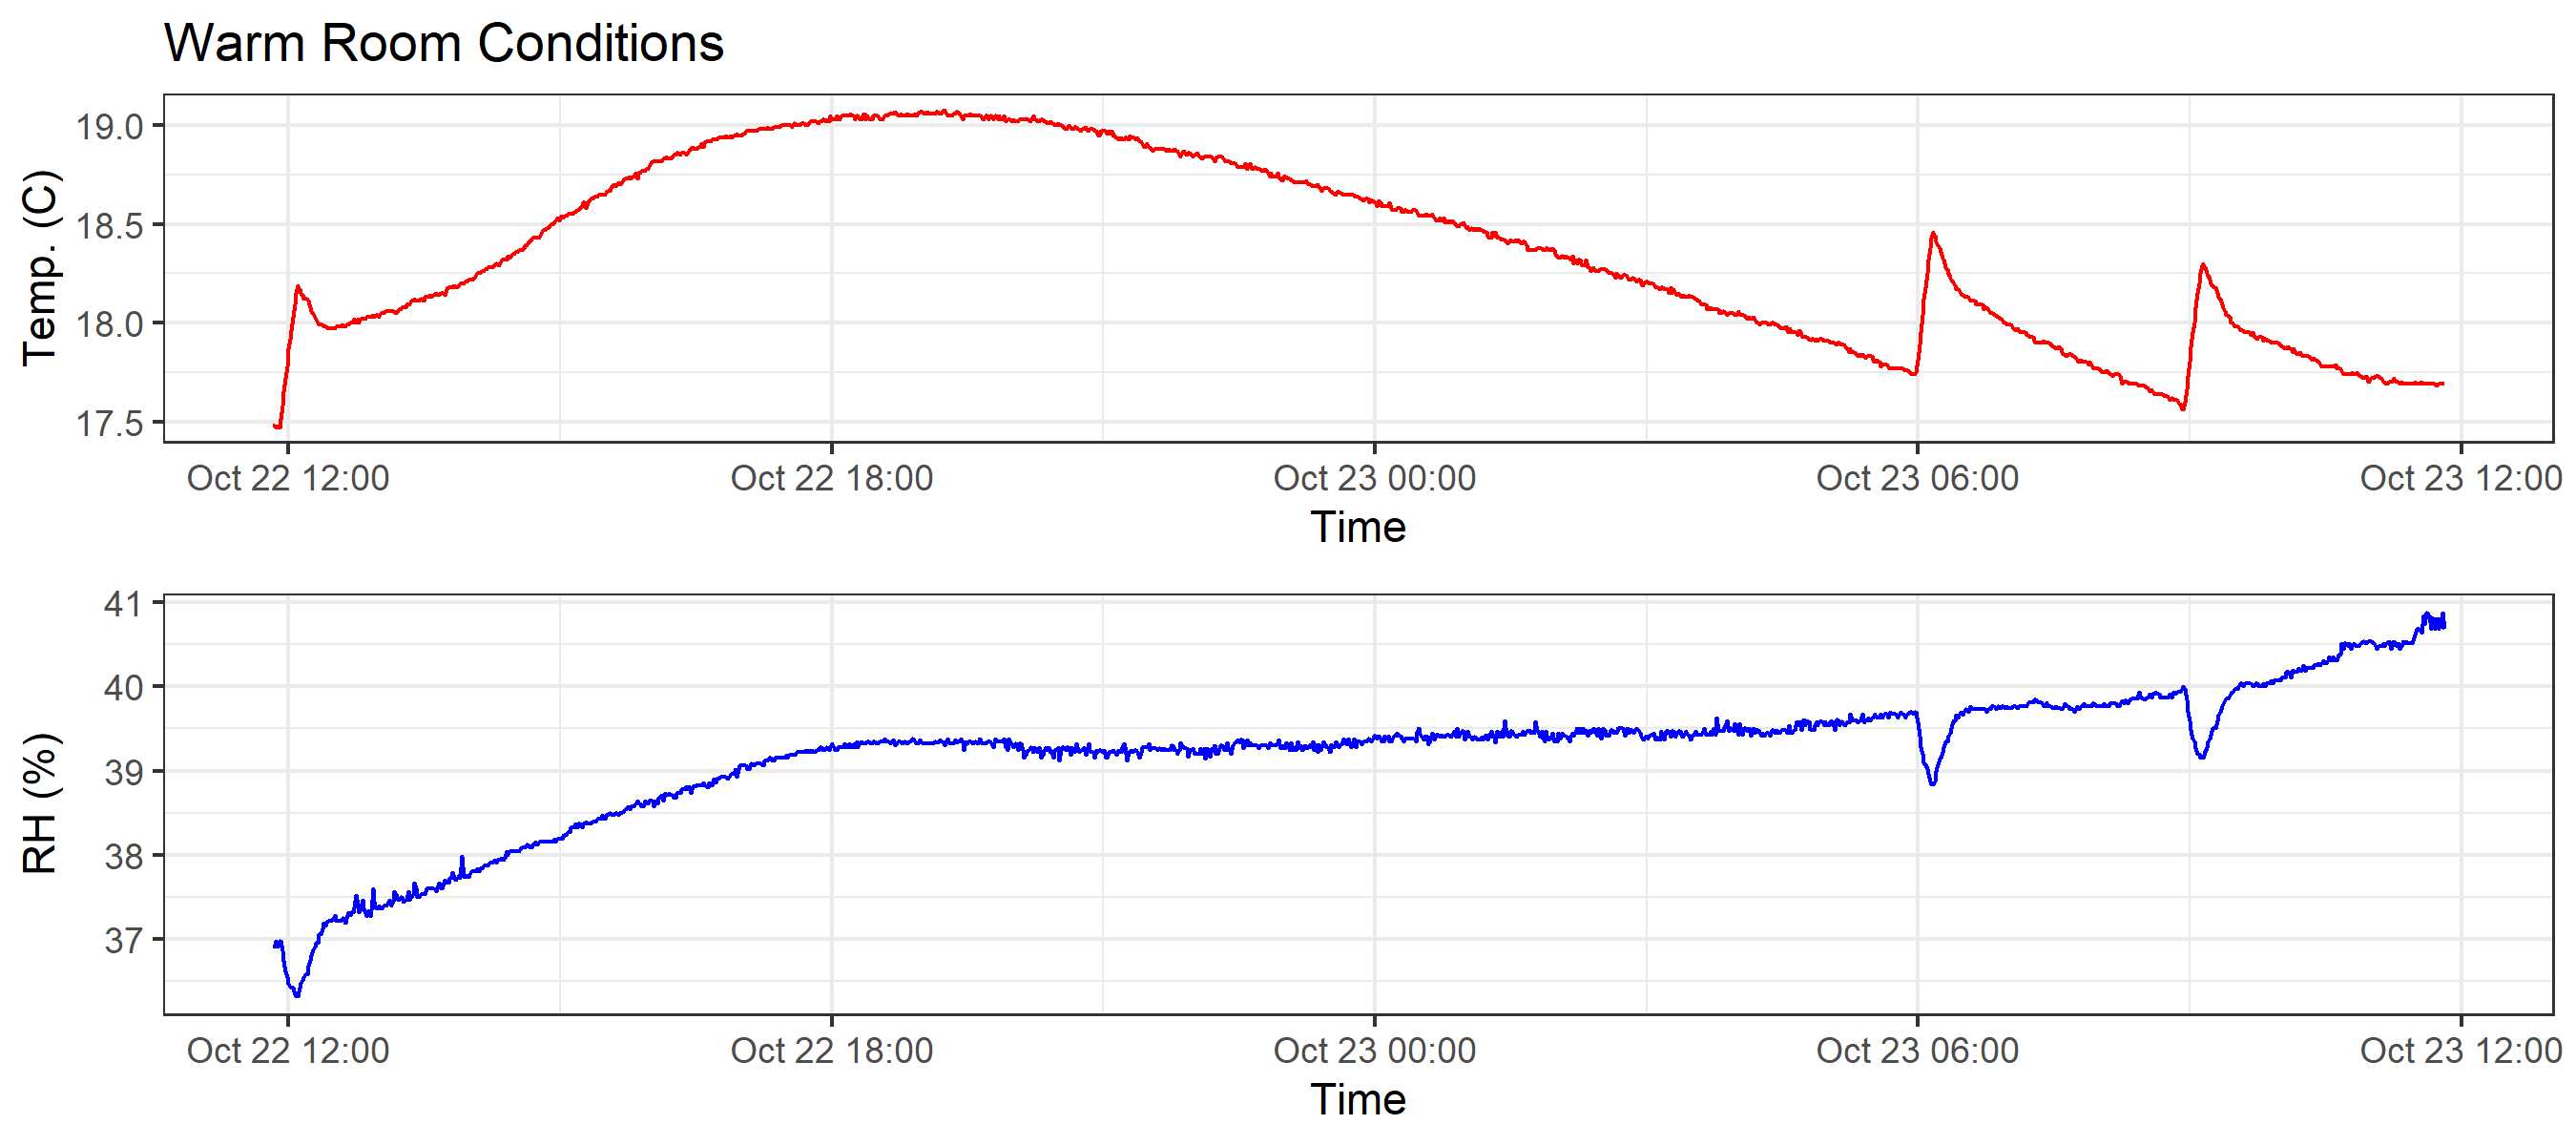 Warm Room Conditions
Temp. (C)
19.0
18.5
18.0
17.5
Oct 22 12:00 Oct 22 18:00 Oct 23 00:00 Oct 23 06:00 Oct 23 12:00
Time
RH (%)
41
40
39
38
37
Oct 22 12:00 Oct 22 18:00 Oct 23 00:00 Oct 23 06:00 Oct 23 12:00
Time